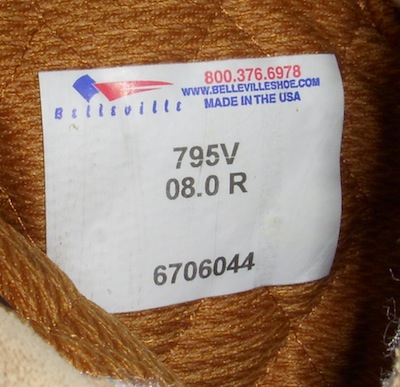 Belleville
800.376.6978
WWW.BELLEVILLESHOE.COM
MADE IN THE USA
795V
08.0 R
6706044